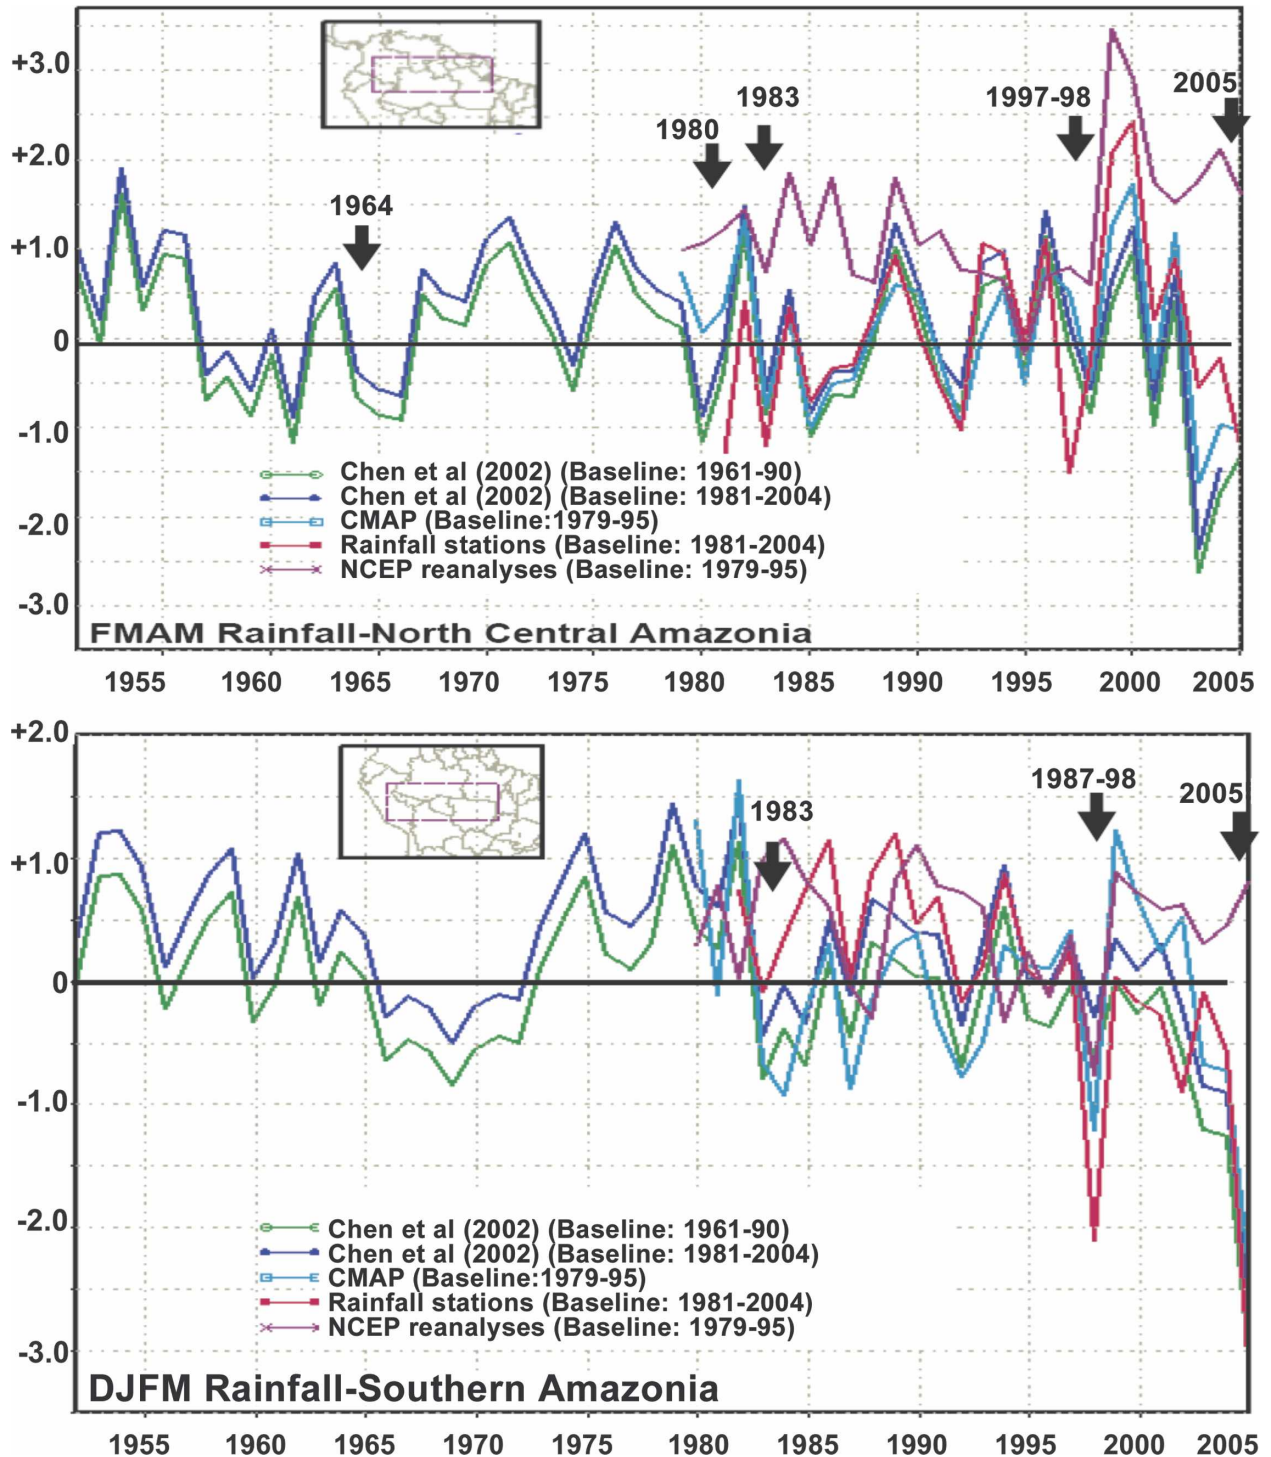 +3.0
+2.0
+1.0
0
-1.0
-2.0
-3.0
1964
1980
1983
1997-98
2005
Chen et al (2002) (Baseline: 1961-90)
Chen et al (2002) (Baseline: 1981-2004)
CMAP (Baseline:1979-95)
Rainfall stations (Baseline: 1981-2004)
NCEP reanalyses (Baseline: 1979-95)
FMAM Rainfall-North Central Amazonia
1955 1960 1965 1970 1975 1980 1985 1990 1995 2000 2005
+2.0
+1.0
0
-1.0
-2.0
-3.0
1983
1987-98
2005
Chen et al (2002) (Baseline: 1961-90)
Chen et al (2002) (Baseline: 1981-2004)
CMAP (Baseline:1979-95)
Rainfall stations (Baseline: 1981-2004)
NCEP reanalyses (Baseline: 1979-95)
DJFM Rainfall-Southern Amazonia
1955 1960 1965 1970 1975 1980 1985 1990 1995 2000 2005